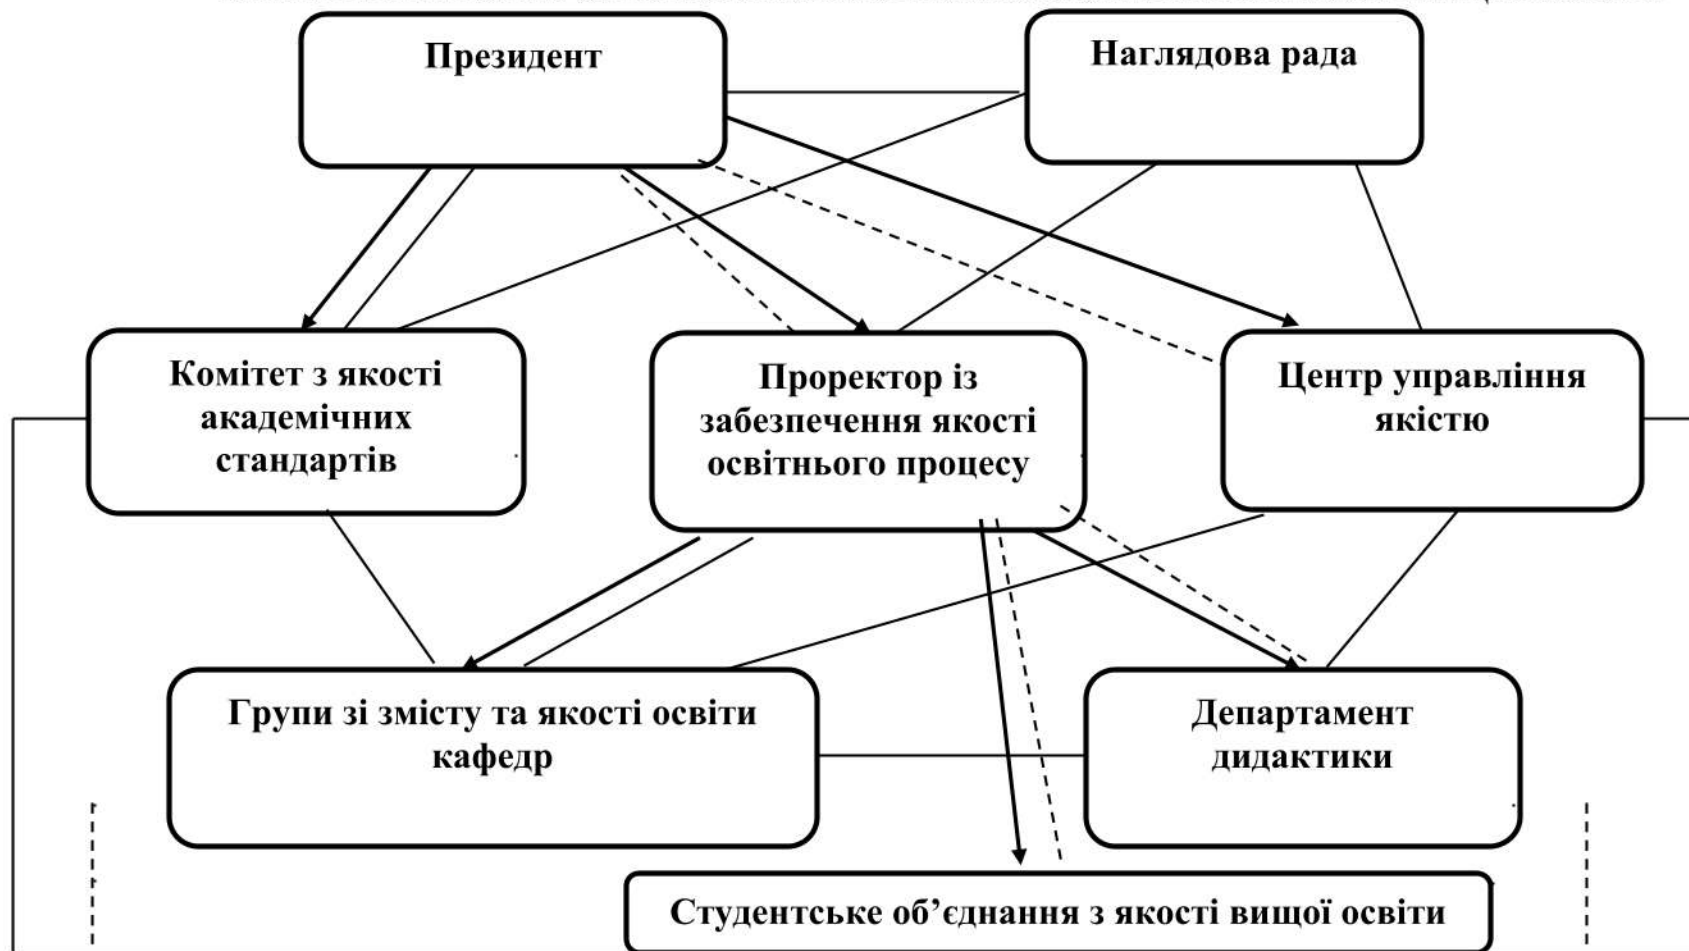 Президент
Наглядова рада
Комітет з якості
академічних
стандартів
Проректор із
забезпечення якості
освітнього процесу
Центр управління
якістю
Групи зі змісту та якості освіти
кафедр
Департамент
дидактики
Студентське об’єднання з якості вищої освіти